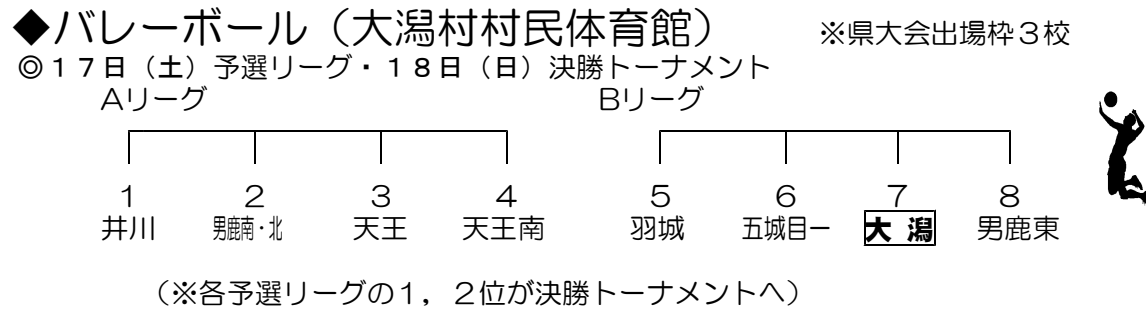 ◆バレーボール（大潟村村民体育館）　※県大会出場枠３校
◎１７日（土）予選リーグ・１８日（日）決勝トーナメント
Aリーグ　Bリーグ
1　2　3　4　5　6　7　8
井川　男鹿南・北　天王　天王南　羽城　五城目一　大潟　男鹿東
（※各予選リーグの１，２位が決勝トーナメントへ）